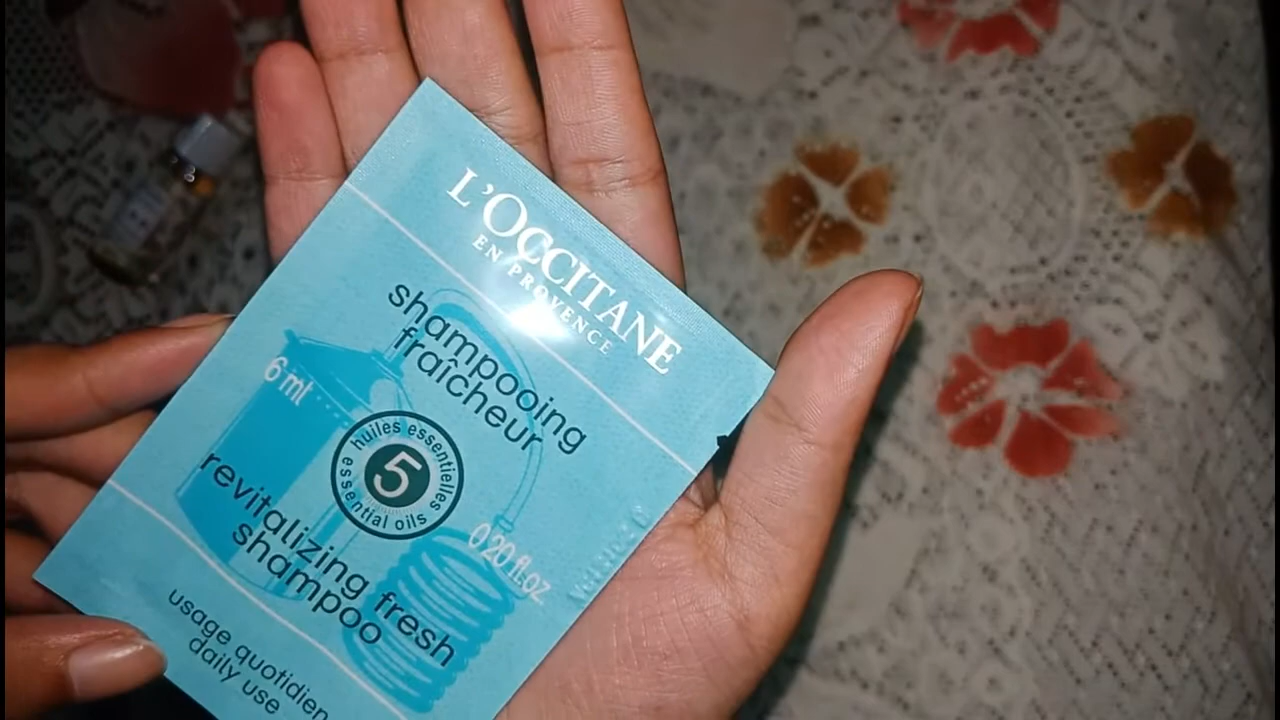 L'OCCITANE
EN PROVENCE
shampooing
fraîcheur
6 ml
huiles essentielles
5
essential oils
revitalizing fresh
shampoo
0.20 fl.oz
usage quotidien
daily use